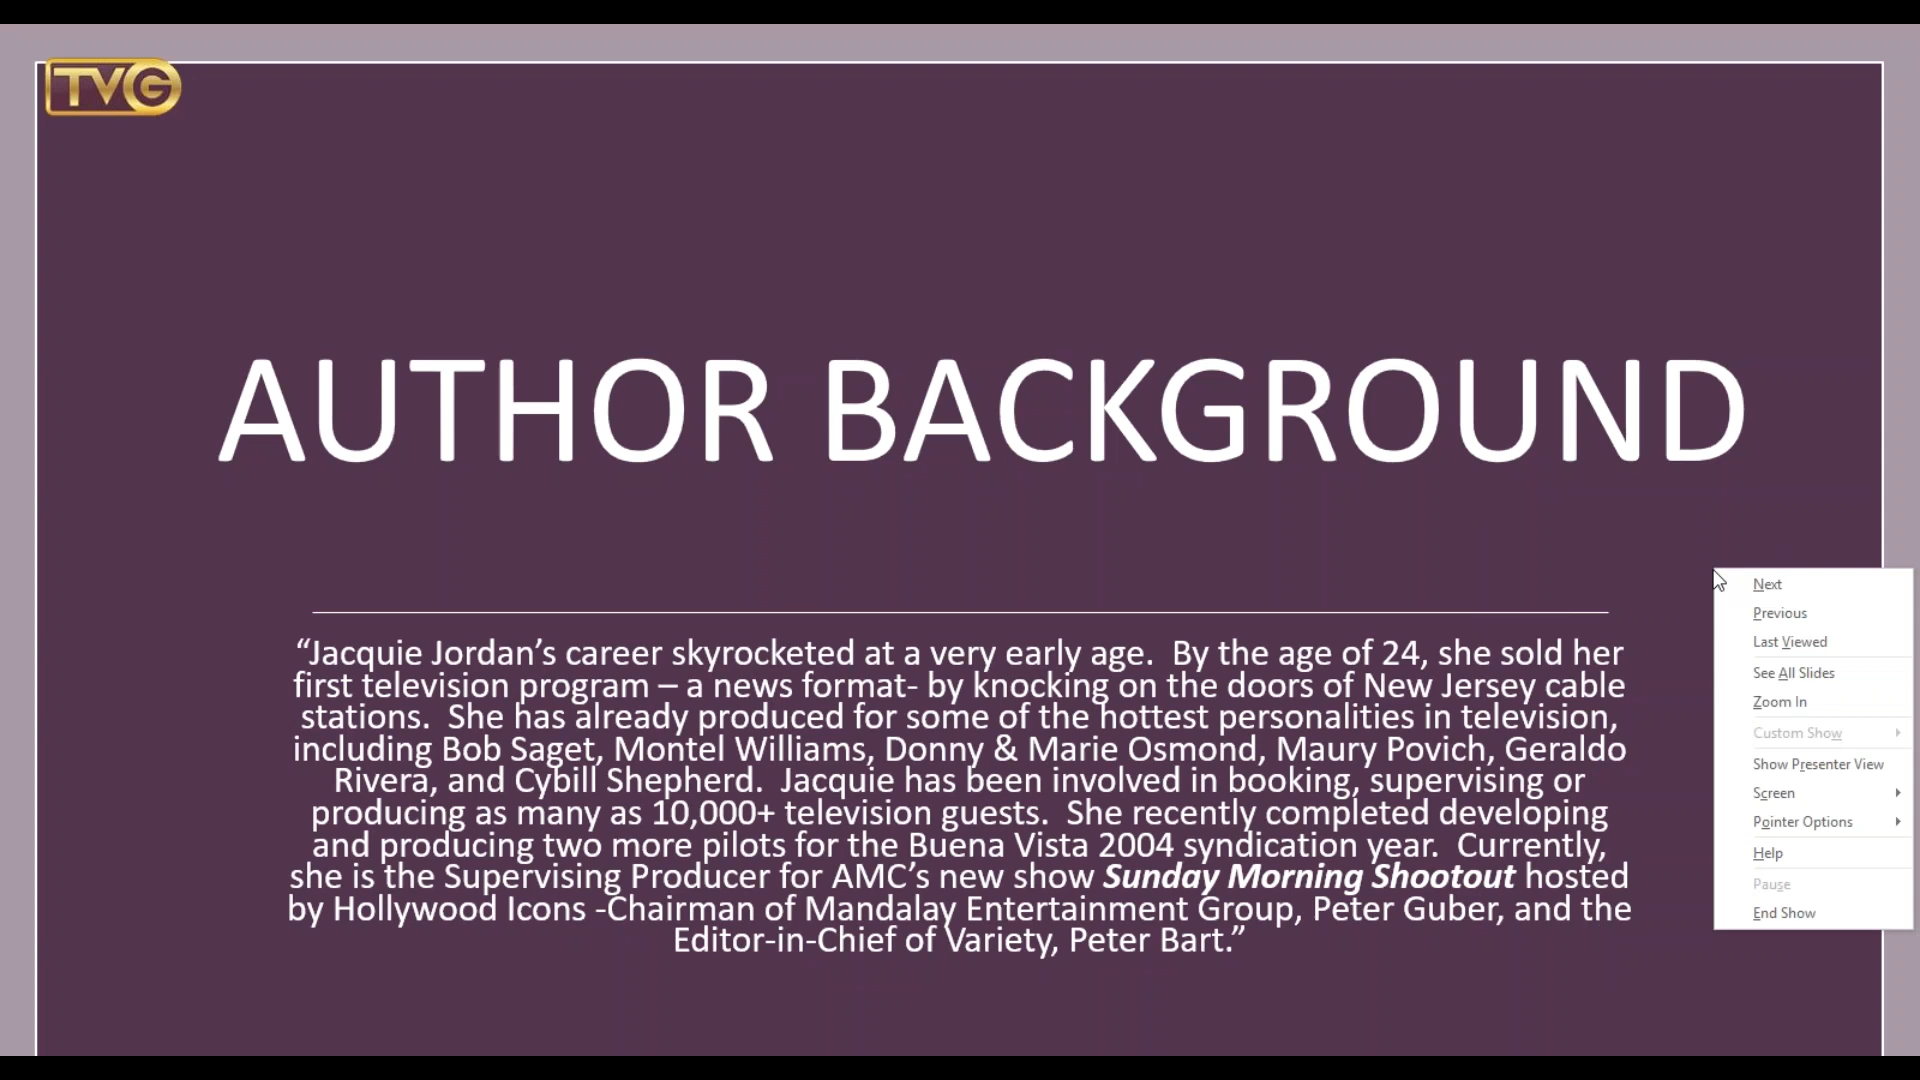 TVG
AUTHOR BACKGROUND
“Jacquie Jordan’s career skyrocketed at a very early age.  By the age of 24, she sold her
first television program – a news format- by knocking on the doors of New Jersey cable
stations.  She has already produced for some of the hottest personalities in television,
including Bob Saget, Montel Williams, Donny & Marie Osmond, Maury Povich, Geraldo
Rivera, and Cybill Shepherd.  Jacquie has been involved in booking, supervising or
producing as many as 10,000+ television guests.  She recently completed developing
and producing two more pilots for the Buena Vista 2004 syndication year.  Currently,
she is the Supervising Producer for AMC’s new show Sunday Morning Shootout hosted
by Hollywood Icons -Chairman of Mandalay Entertainment Group, Peter Guber, and the
Editor-in-Chief of Variety, Peter Bart.”
Next
Previous
Last Viewed
See All Slides
Zoom In
Custom Show
Show Presenter View
Screen
Pointer Options
Help
Pause
End Show